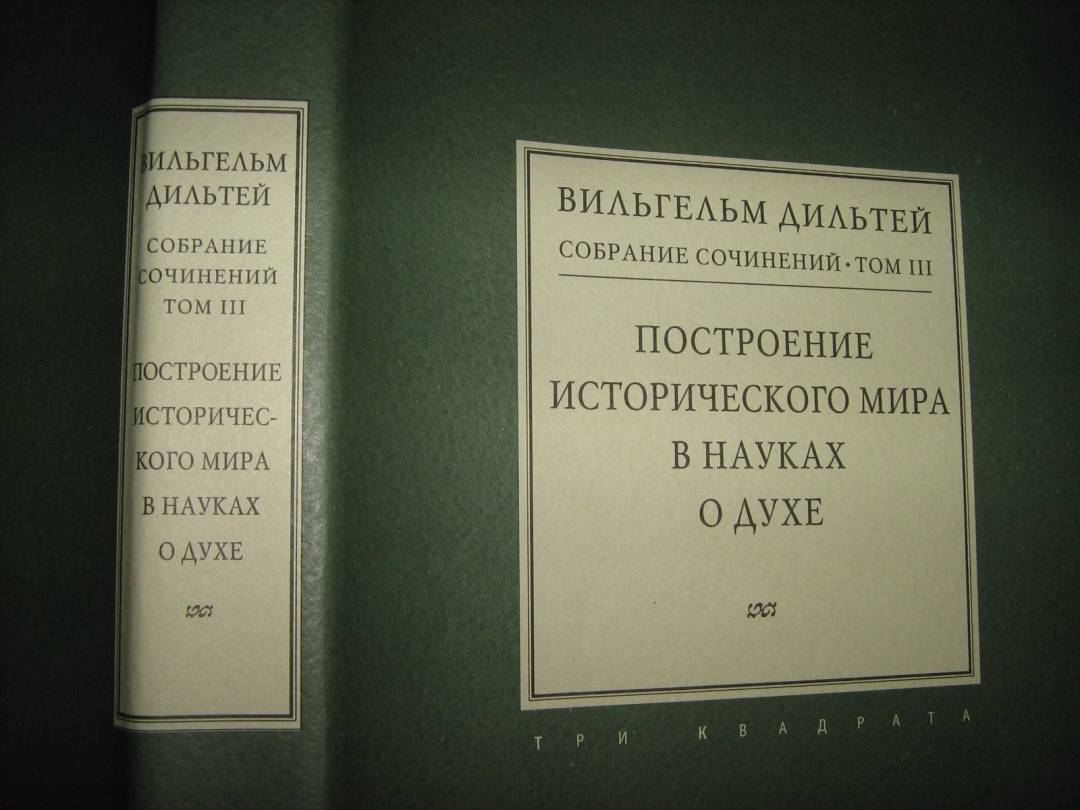 ВИЛЬГЕЛЬМ
ДИЛЬТЕЙ
СОБРАНИЕ
СОЧИНЕНИЙ
ТОМ III
ПОСТРОЕНИЕ
ИСТОРИЧЕС-
КОГО МИРА
В НАУКАХ
О ДУХЕ
ВИЛЬГЕЛЬМ ДИЛЬТЕЙ
СОБРАНИЕ СОЧИНЕНИЙ · ТОМ III
ПОСТРОЕНИЕ
ИСТОРИЧЕСКОГО МИРА
В НАУКАХ
О ДУХЕ
ТРИ КВАДРАТА